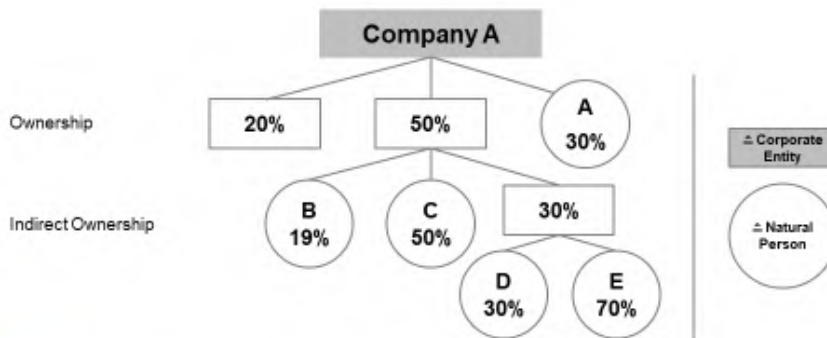 Company A
Ownership
20%
50%
A
30%
≙ Corporate
Entity
Indirect Ownership
B
19%
C
50%
30%
≙ Natural
Person
D
30%
E
70%